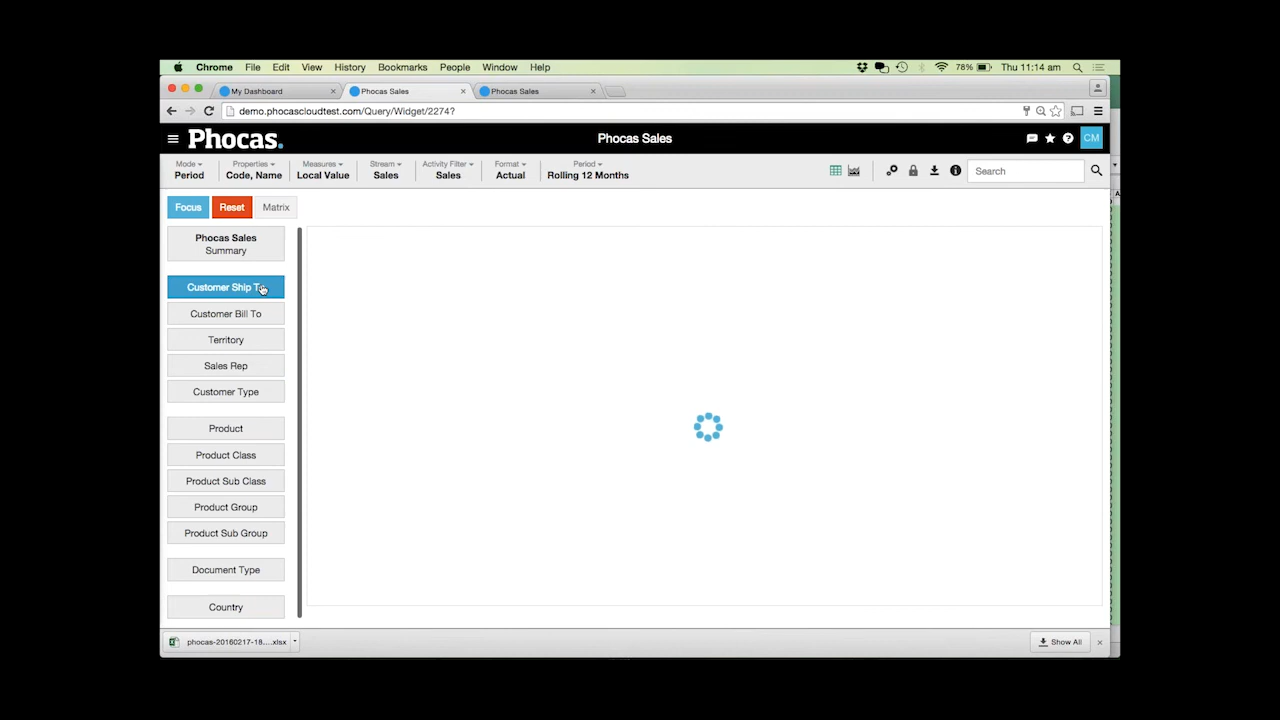 Chrome File Edit View History Bookmarks People Window Help 78% Thu 11:14 am
My Dashboard × Phocas Sales × Phocas Sales ×
demo.phocascloudtest.com/Query/Widget/2274?
Phocas. Phocas Sales CM
Mode Properties Measures Stream Activity Filter Format Period
Period Code, Name Local Value Sales Sales Actual Rolling 12 Months Search
Focus Reset Matrix
Phocas Sales
Summary
Customer Ship
Customer Bill To
Territory
Sales Rep
Customer Type
Product
Product Class
Product Sub Class
Product Group
Product Sub Group
Document Type
Country
phocas-20160217-18....xlsx Show All ×